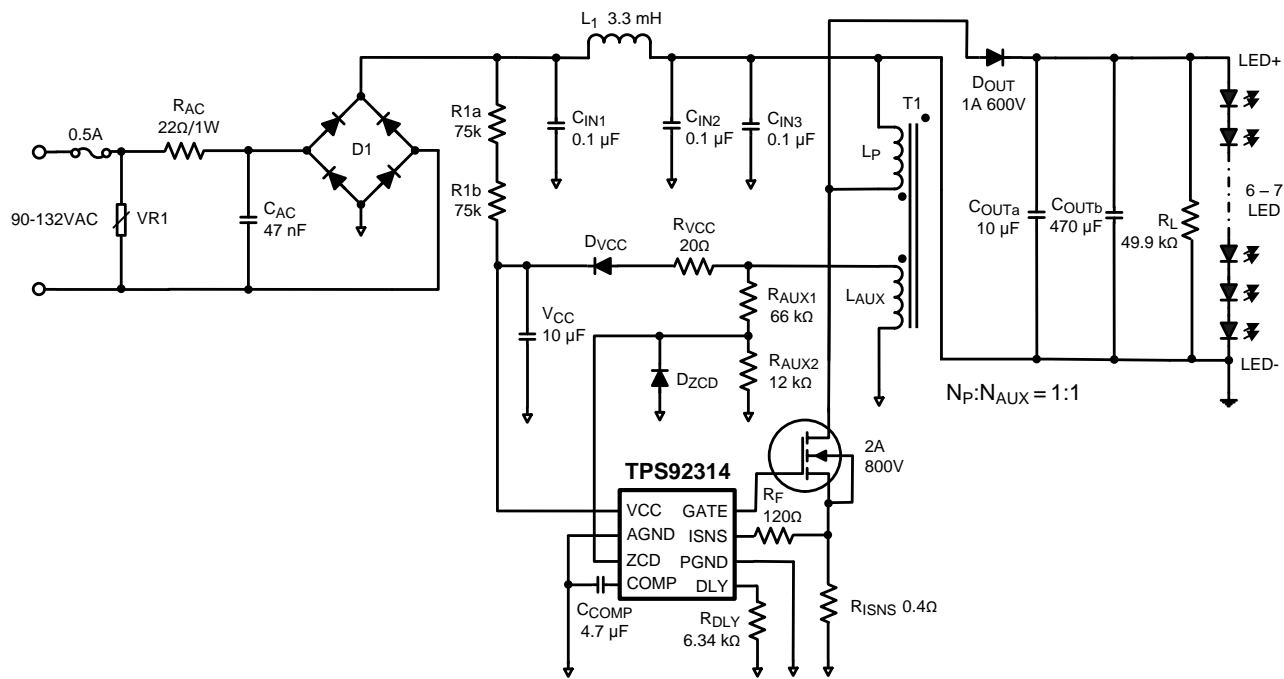 L1 3.3 mH
RAC
22Ω/1W
0.5A
D1
90-132VAC
VR1
CAC
47 nF
R1a
75k
R1b
75k
CIN1
0.1 µF
CIN2
0.1 µF
CIN3
0.1 µF
LP
T1
DOUT
1A 600V
LED+
COUTa
10 µF
COUTb
470 µF
RL
49.9 kΩ
6 – 7
LED
LED-
DVCC
RVCC
20Ω
VCC
10 µF
RAUX1
66 kΩ
LAUX
DZCD
RAUX2
12 kΩ
NP:NAUX = 1:1
2A
800V
TPS92314
VCC GATE
AGND ISNS
ZCD PGND
COMP DLY
RF
120Ω
CCOMP
4.7 µF
RDLY
6.34 kΩ
RISNS 0.4Ω